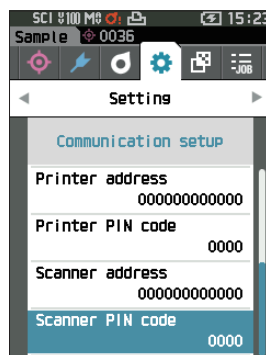 SCI M0 15:23
Sample 0036
-JOB
Setting
Communication setup
Printer address
000000000000
Printer PIN code
0000
Scanner address
000000000000
Scanner PIN code
0000